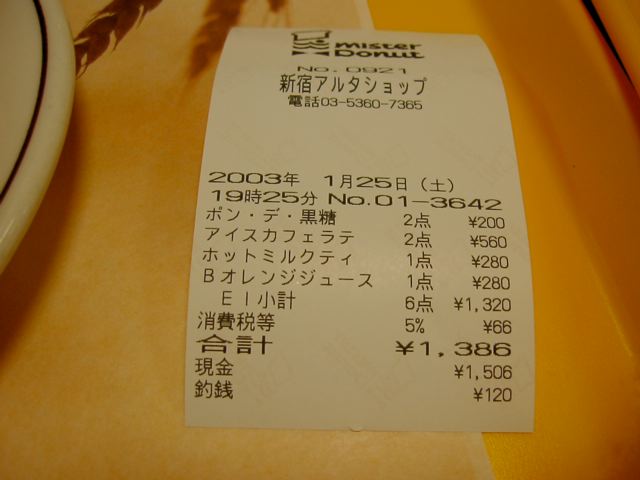 mister Donut
No. 0921
新宿アルタショップ
電話03-5360-7365
2003年 1月25日(土)
19時25分 No.01-3642
ポン・デ・黒糖 2点 ¥200
アイスカフェラテ 2点 ¥560
ホットミルクティ 1点 ¥280
Bオレンジジュース 1点 ¥280
EI小計 6点 ¥1,320
消費税等 5% ¥66
合計 ¥1,386
現金 ¥1,506
釣銭 ¥120